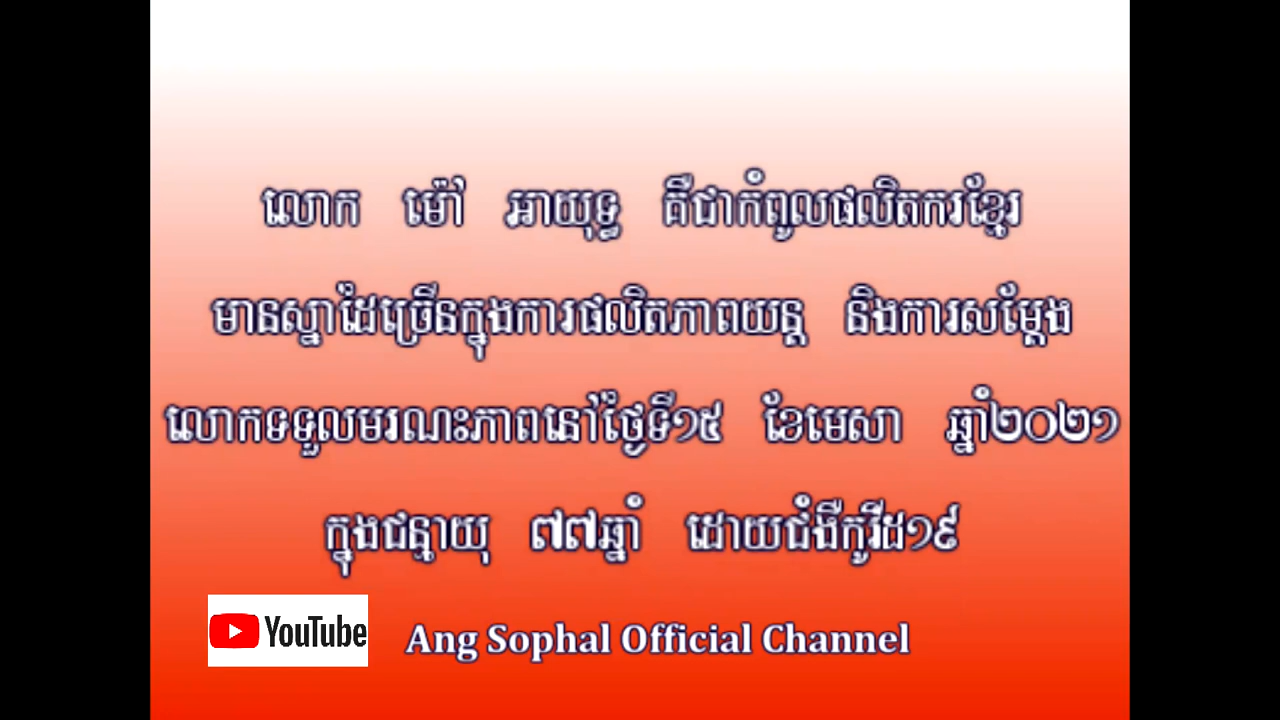 លោក ម៉ៅ អាយុទ្ធ គឺជាកំពូលផលិតករខ្មែរ
មានស្នាដៃច្រើនក្នុងការផលិតភាពយន្ត និងការសម្ដែង
លោកទទួលមរណះភាពនៅថ្ងៃទី១៥ ខែមេសា ឆ្នាំ២០២១
ក្នុងជន្មាយុ ៧៧ឆ្នាំ ដោយជំងឺកូវីដ១៩
YouTube Ang Sophal Official Channel